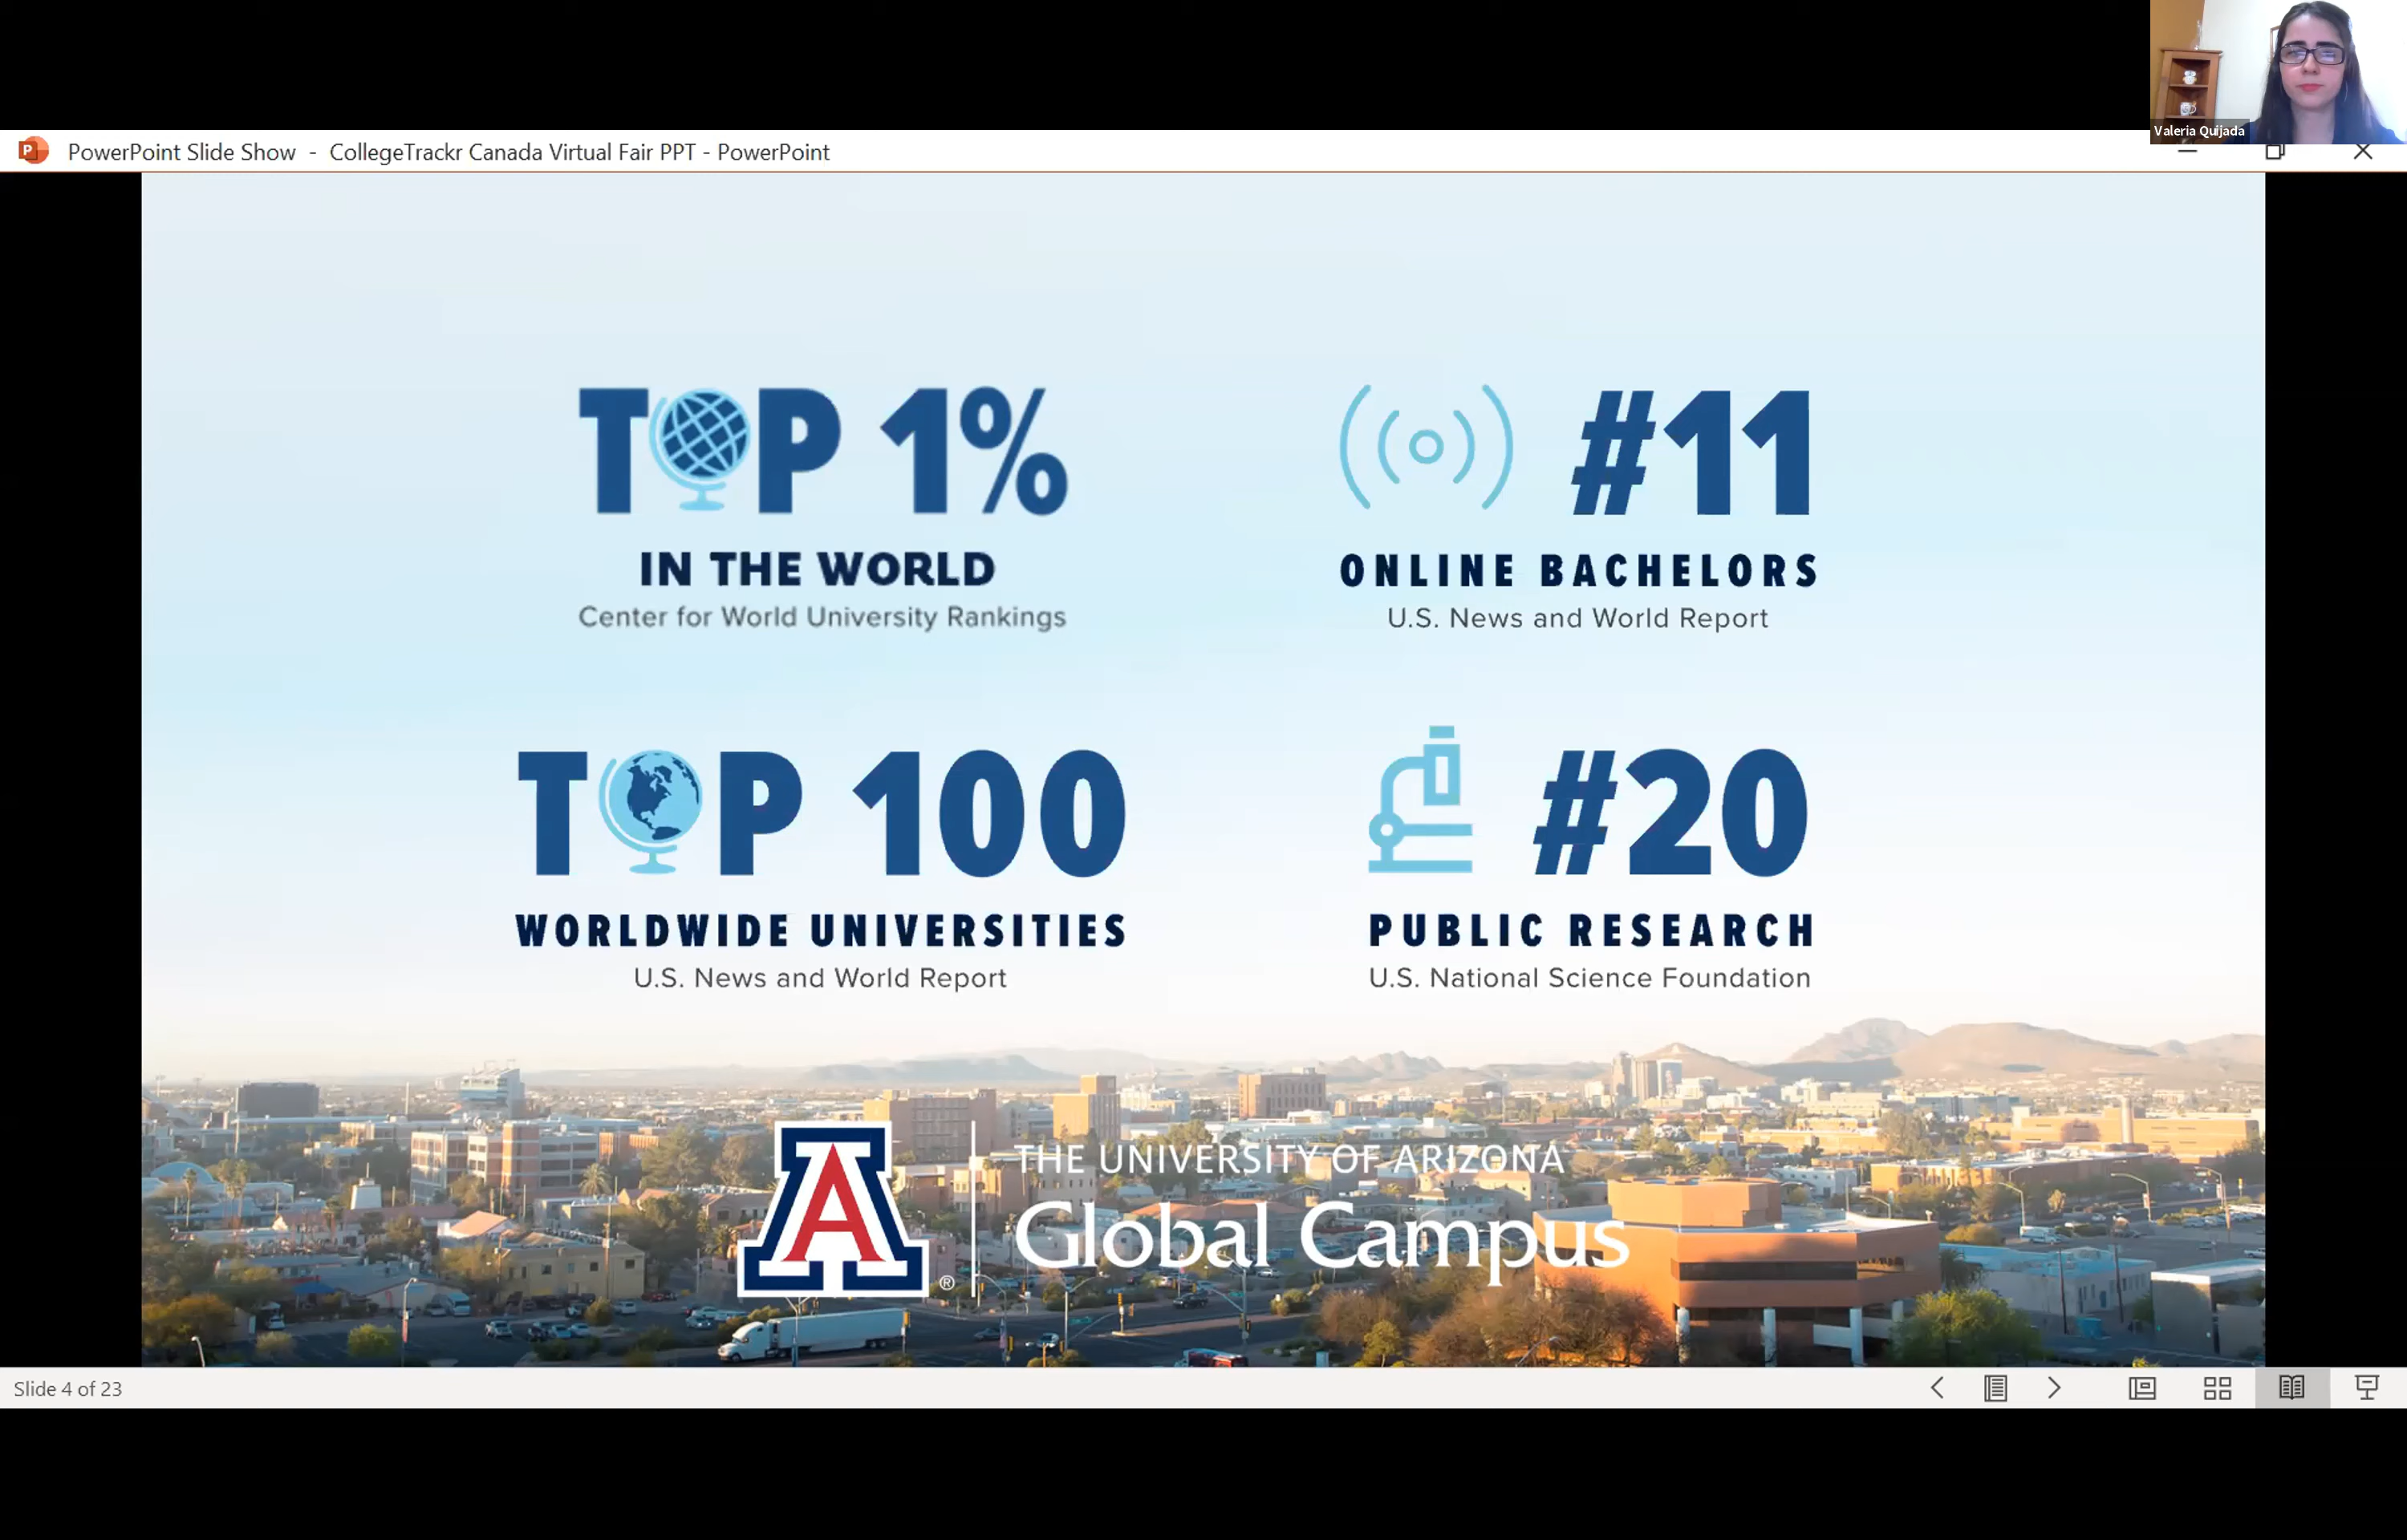 Valeria Quijada
PowerPoint Slide Show - CollegeTrackr Canada Virtual Fair PPT - PowerPoint
TOP 1%
IN THE WORLD
Center for World University Rankings
#11
ONLINE BACHELORS
U.S. News and World Report
TOP 100
WORLDWIDE UNIVERSITIES
U.S. News and World Report
#20
PUBLIC RESEARCH
U.S. National Science Foundation
A ®
THE UNIVERSITY OF ARIZONA
Global Campus
Slide 4 of 23